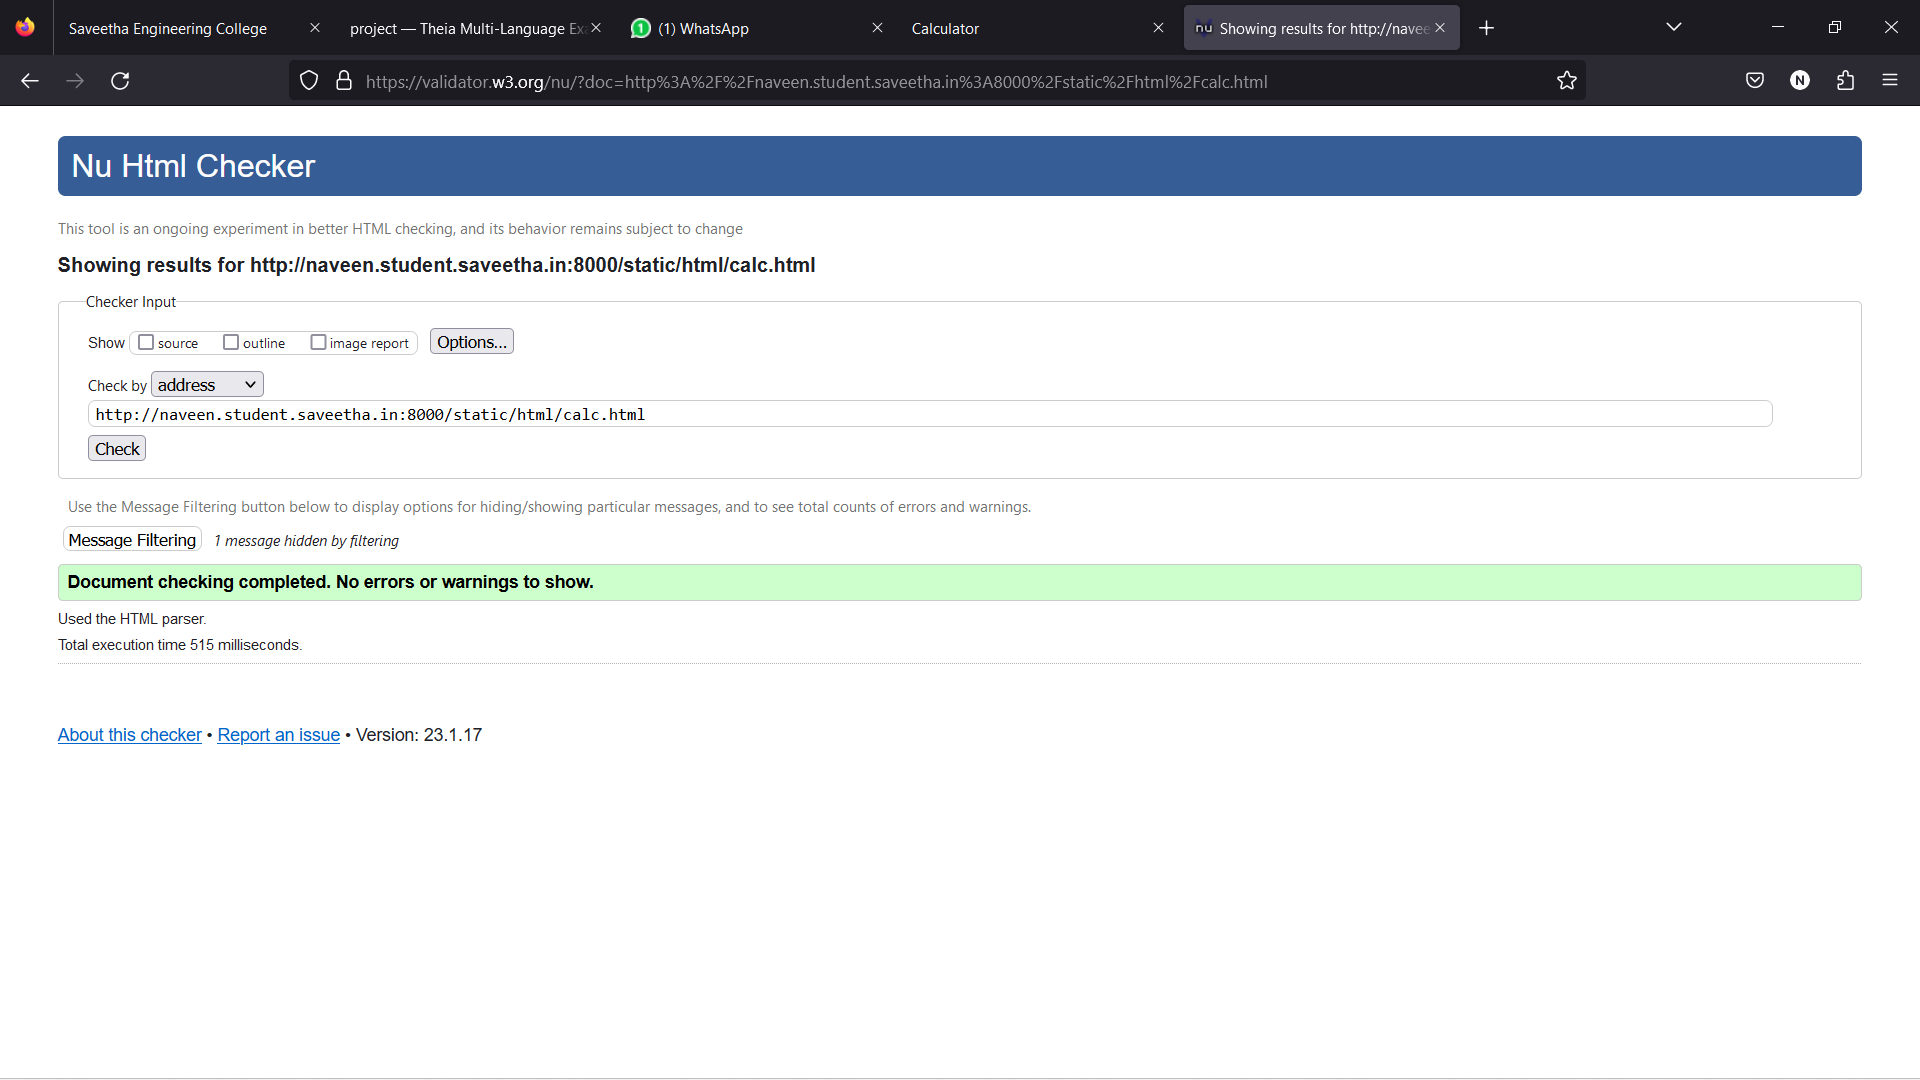 Saveetha Engineering College
project — Theia Multi-Language Ex
(1) WhatsApp
Calculator
nu Showing results for http://navee
https://validator.w3.org/nu/?doc=http%3A%2F%2Fnaveen.student.saveetha.in%3A8000%2Fstatic%2Fhtml%2Fcalc.html
N
Nu Html Checker
This tool is an ongoing experiment in better HTML checking, and its behavior remains subject to change
Showing results for http://naveen.student.saveetha.in:8000/static/html/calc.html
Checker Input
Show source outline image report Options...
Check by address
http://naveen.student.saveetha.in:8000/static/html/calc.html
Check
Use the Message Filtering button below to display options for hiding/showing particular messages, and to see total counts of errors and warnings.
Message Filtering 1 message hidden by filtering
Document checking completed. No errors or warnings to show.
Used the HTML parser.
Total execution time 515 milliseconds.
About this checker • Report an issue • Version: 23.1.17